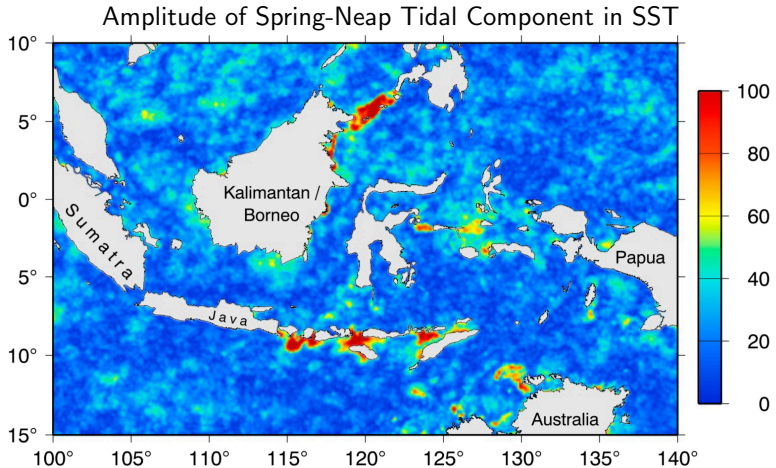 Amplitude of Spring-Neap Tidal Component in SST
10°
5°
0°
5°
10°
15°
100 105° 110° 115° 120° 125° 130° 135° 140°
Kalimantan /
Borneo
Sumatra
Java
Papua
Australia
100
80
60
40
20
0